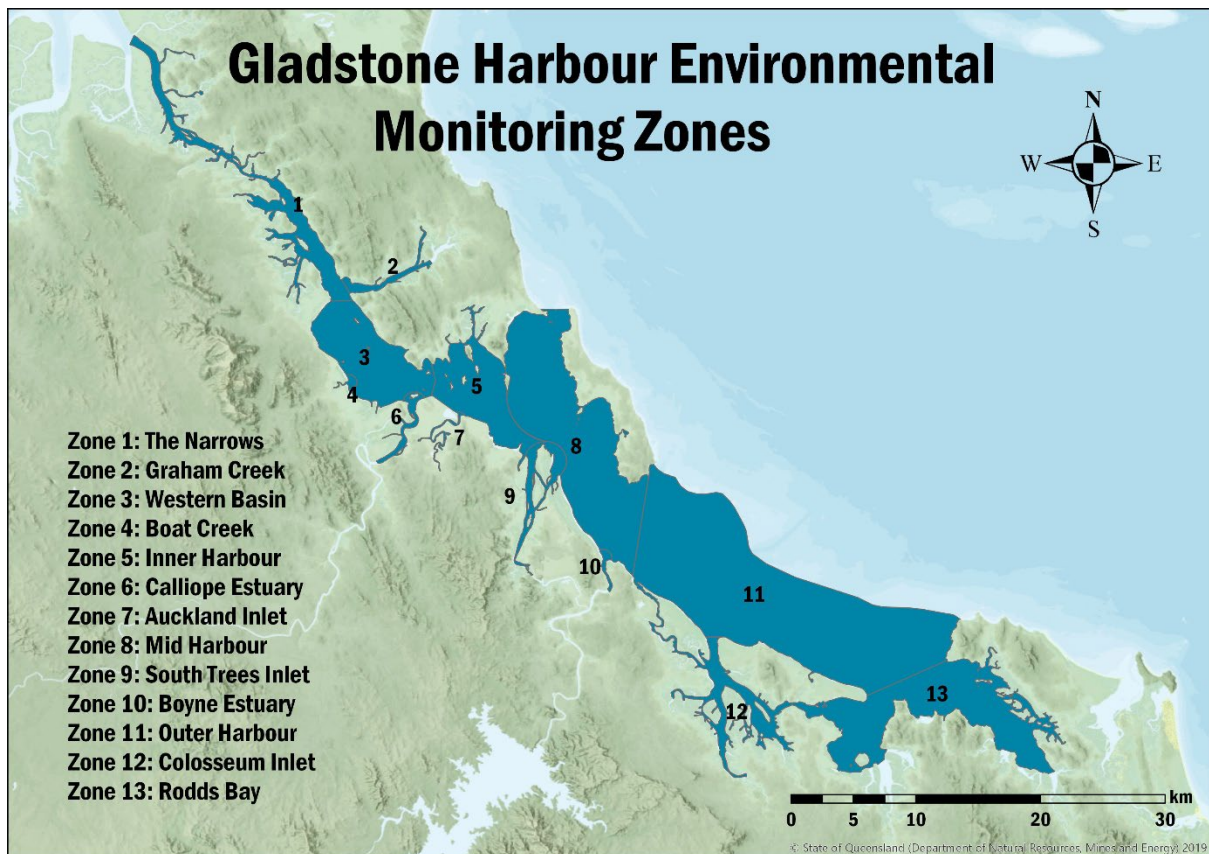 Gladstone Harbour Environmental
Monitoring Zones
N
W E
S
1
2
3
4
5
6
7
8
9
10
11
12
13
Zone 1: The Narrows
Zone 2: Graham Creek
Zone 3: Western Basin
Zone 4: Boat Creek
Zone 5: Inner Harbour
Zone 6: Calliope Estuary
Zone 7: Auckland Inlet
Zone 8: Mid Harbour
Zone 9: South Trees Inlet
Zone 10: Boyne Estuary
Zone 11: Outer Harbour
Zone 12: Colosseum Inlet
Zone 13: Rodds Bay
km
0 5 10 20 30
© State of Queensland (Department of Natural Resources, Mines and Energy) 2019